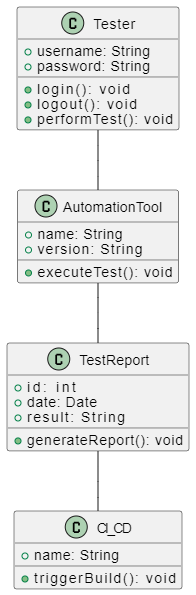 C Tester
username: String
password: String
login(): void
logout(): void
performTest(): void
C AutomationTool
name: String
version: String
executeTest(): void
C TestReport
id: int
date: Date
result: String
generateReport(): void
C CI_CD
name: String
triggerBuild(): void